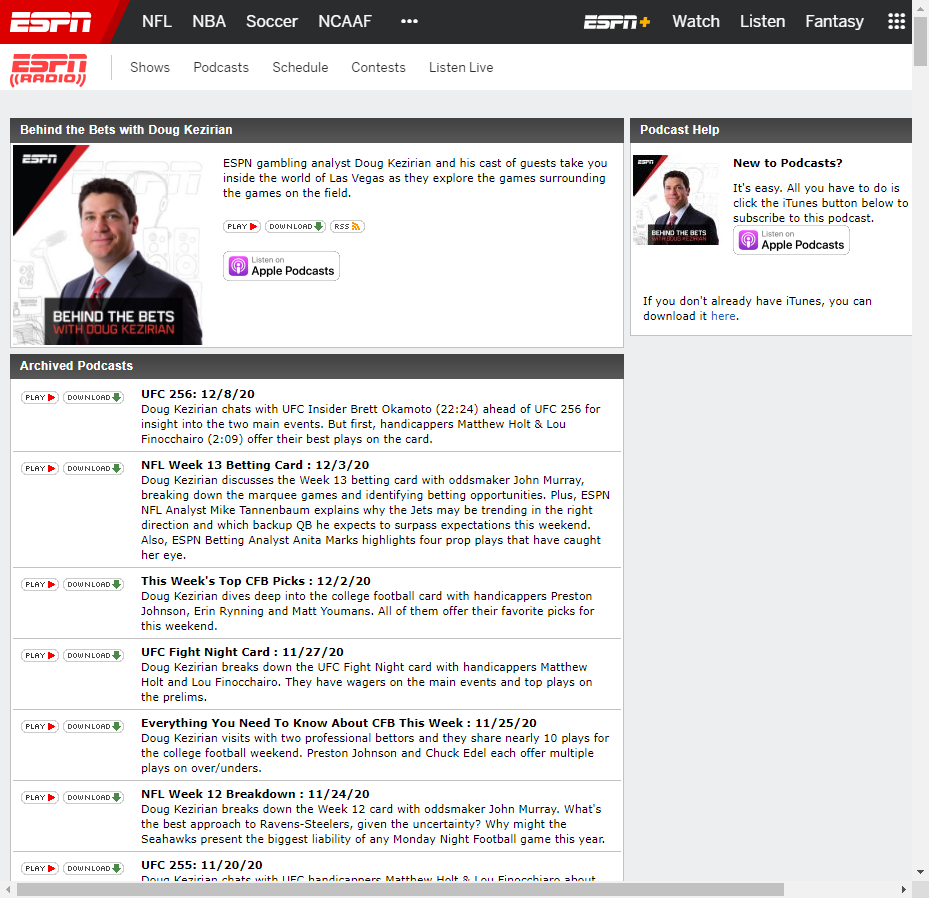 ESPN NFL NBA Soccer NCAAF ••• ESPN+ Watch Listen Fantasy
ESPN RADIO Shows Podcasts Schedule Contests Listen Live
Behind the Bets with Doug Kezirian
ESPN
BEHIND THE BETS
WITH DOUG KEZIRIAN
ESPN gambling analyst Doug Kezirian and his cast of guests take you
inside the world of Las Vegas as they explore the games surrounding
the games on the field.
PLAY DOWNLOAD RSS
Listen on
Apple Podcasts
Podcast Help
ESPN
BEHIND THE BETS
WITH DOUG KEZIRIAN
New to Podcasts?
It's easy. All you have to do is
click the iTunes button below to
subscribe to this podcast.
Listen on
Apple Podcasts
If you don't already have iTunes, you can
download it here.
Archived Podcasts
PLAY DOWNLOAD UFC 256: 12/8/20
Doug Kezirian chats with UFC Insider Brett Okamoto (22:24) ahead of UFC 256 for
insight into the two main events. But first, handicappers Matthew Holt & Lou
Finocchairo (2:09) offer their best plays on the card.
PLAY DOWNLOAD NFL Week 13 Betting Card : 12/3/20
Doug Kezirian discusses the Week 13 betting card with oddsmaker John Murray,
breaking down the marquee games and identifying betting opportunities. Plus, ESPN
NFL Analyst Mike Tannenbaum explains why the Jets may be trending in the right
direction and which backup QB he expects to surpass expectations this weekend.
Also, ESPN Betting Analyst Anita Marks highlights four prop plays that have caught
her eye.
PLAY DOWNLOAD This Week's Top CFB Picks : 12/2/20
Doug Kezirian dives deep into the college football card with handicappers Preston
Johnson, Erin Rynning and Matt Youmans. All of them offer their favorite picks for
this weekend.
PLAY DOWNLOAD UFC Fight Night Card : 11/27/20
Doug Kezirian breaks down the UFC Fight Night card with handicappers Matthew
Holt and Lou Finocchairo. They have wagers on the main events and top plays on
the prelims.
PLAY DOWNLOAD Everything You Need To Know About CFB This Week : 11/25/20
Doug Kezirian visits with two professional bettors and they share nearly 10 plays for
the college football weekend. Preston Johnson and Chuck Edel each offer multiple
plays on over/unders.
PLAY DOWNLOAD NFL Week 12 Breakdown : 11/24/20
Doug Kezirian breaks down the Week 12 card with oddsmaker John Murray. What's
the best approach to Ravens-Steelers, given the uncertainty? Why might the
Seahawks present the biggest liability of any Monday Night Football game this year.
PLAY DOWNLOAD UFC 255: 11/20/20
Doug Kezirian chats with UFC handicappers Matthew Holt & Lou Finocchiaro about